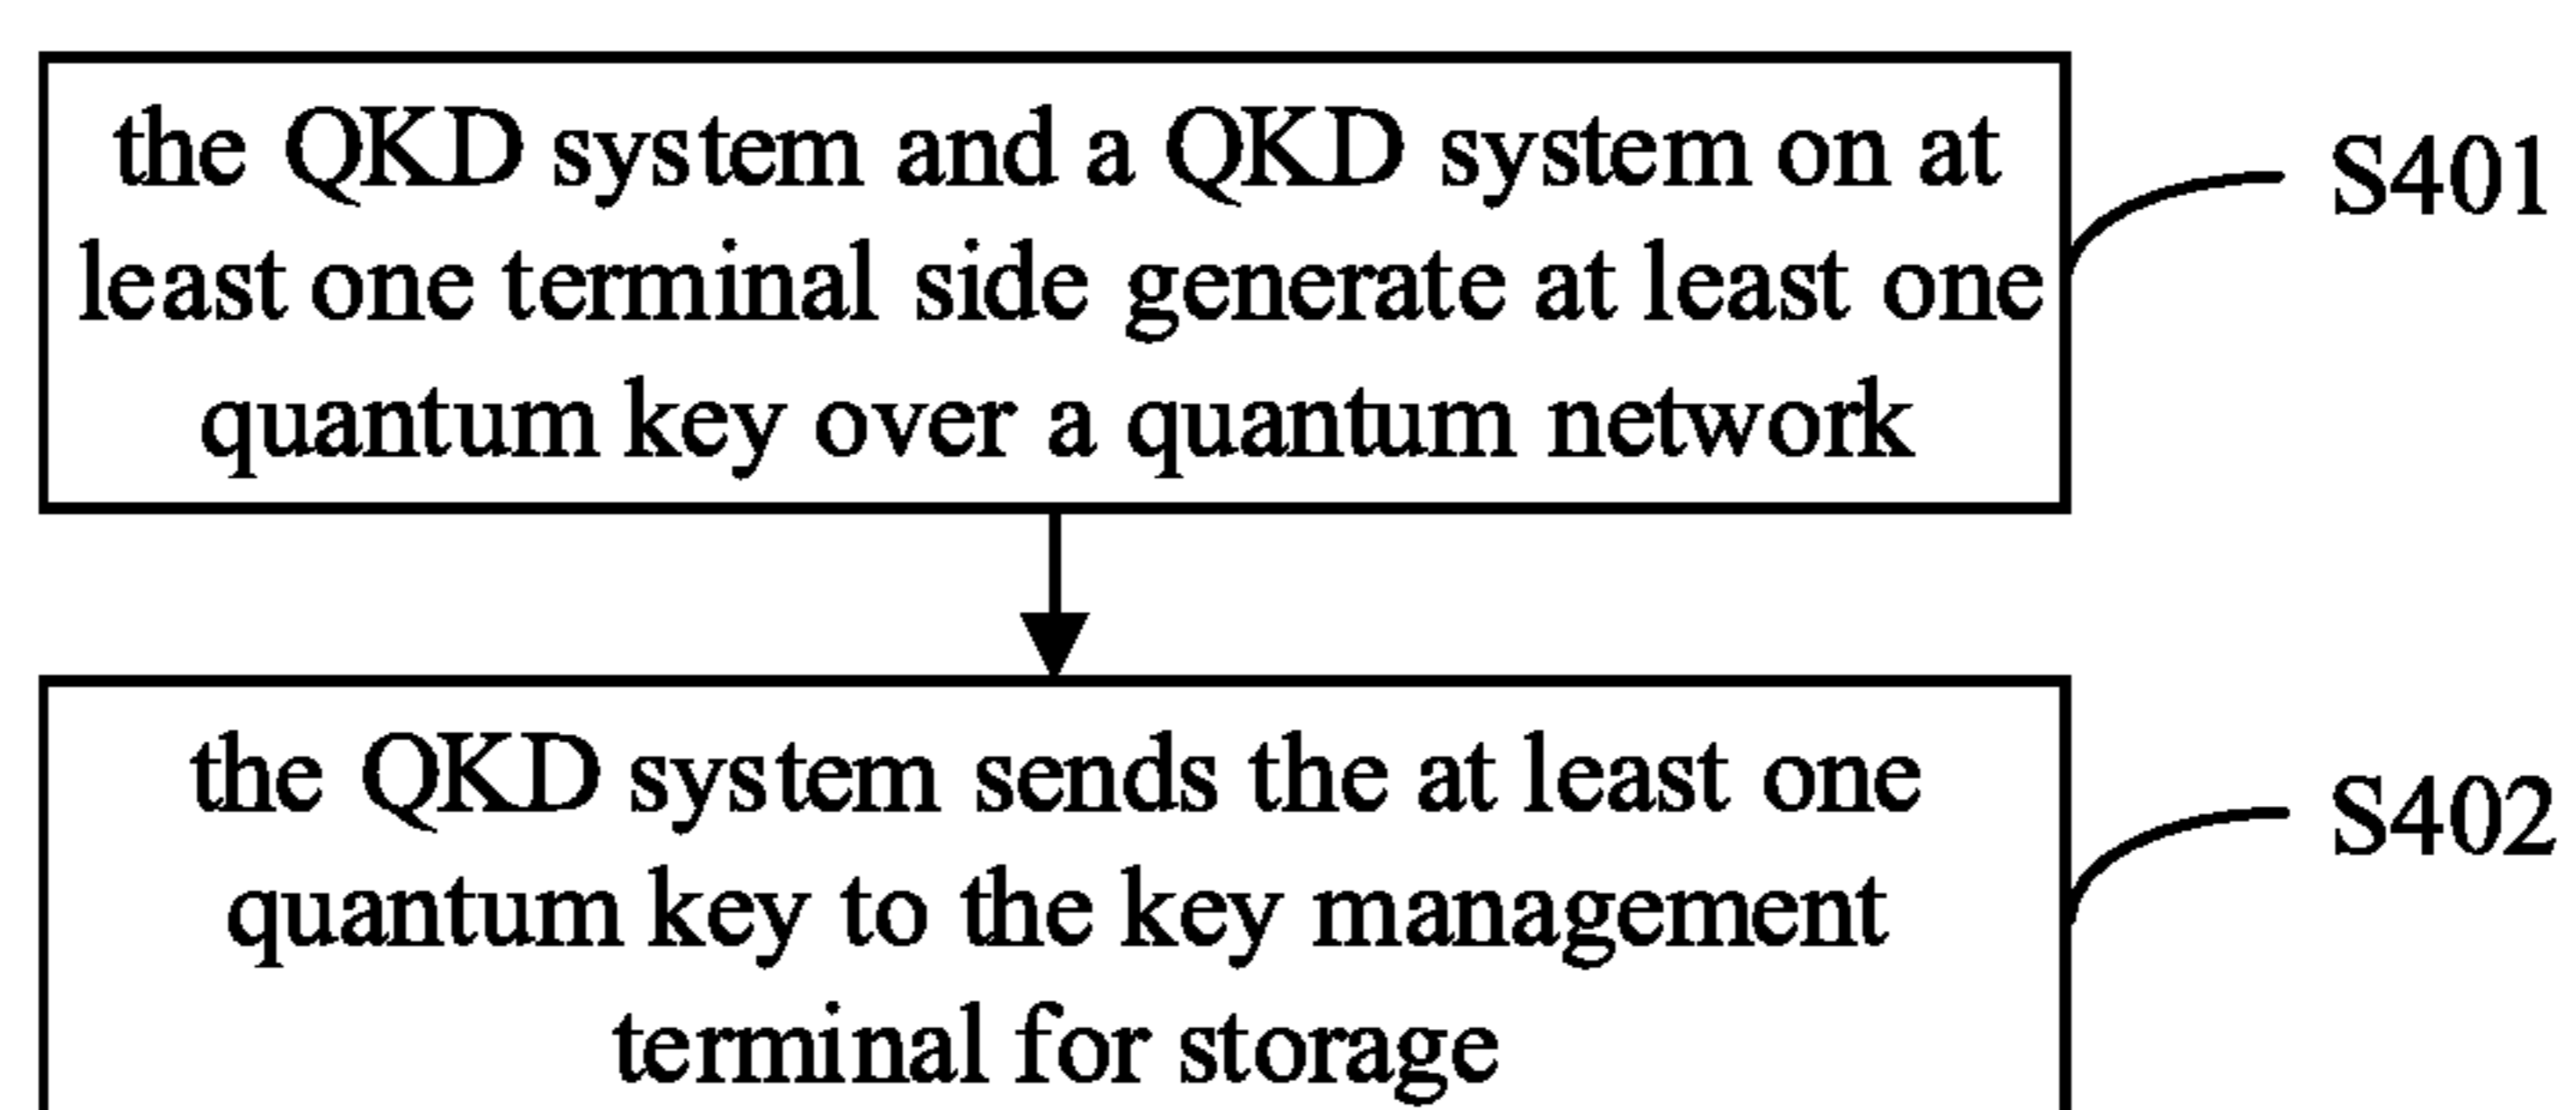 the QKD system and a QKD system on at
least one terminal side generate at least one
quantum key over a quantum network
S401
the QKD system sends the at least one
quantum key to the key management
terminal for storage
S402